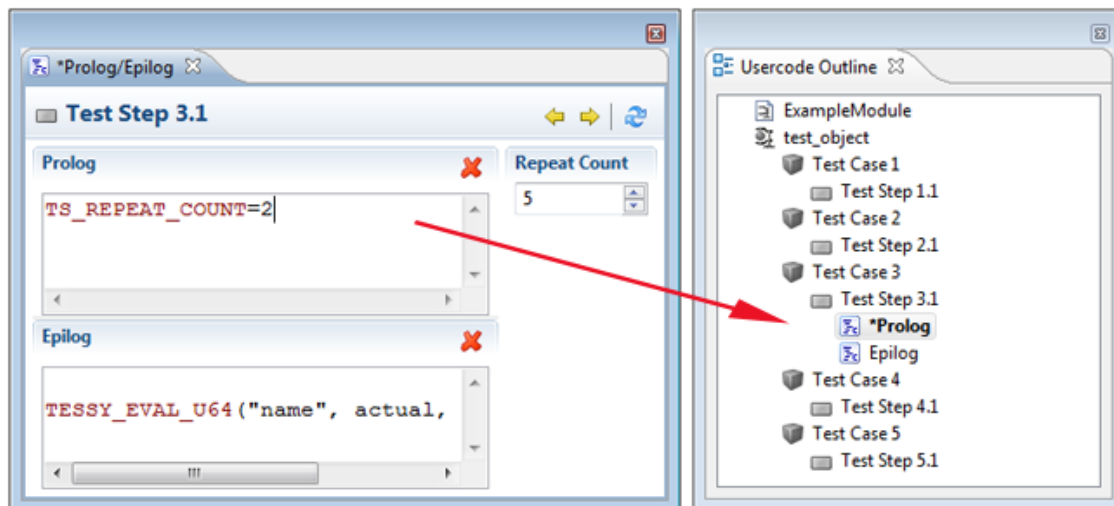 *Prolog/Epilog
Test Step 3.1
Prolog
Repeat Count
TS_REPEAT_COUNT=2
5
Epilog
TESSY_EVAL_U64("name", actual,
Usercode Outline
ExampleModule
test_object
Test Case 1
Test Step 1.1
Test Case 2
Test Step 2.1
Test Case 3
Test Step 3.1
*Prolog
Epilog
Test Case 4
Test Step 4.1
Test Case 5
Test Step 5.1